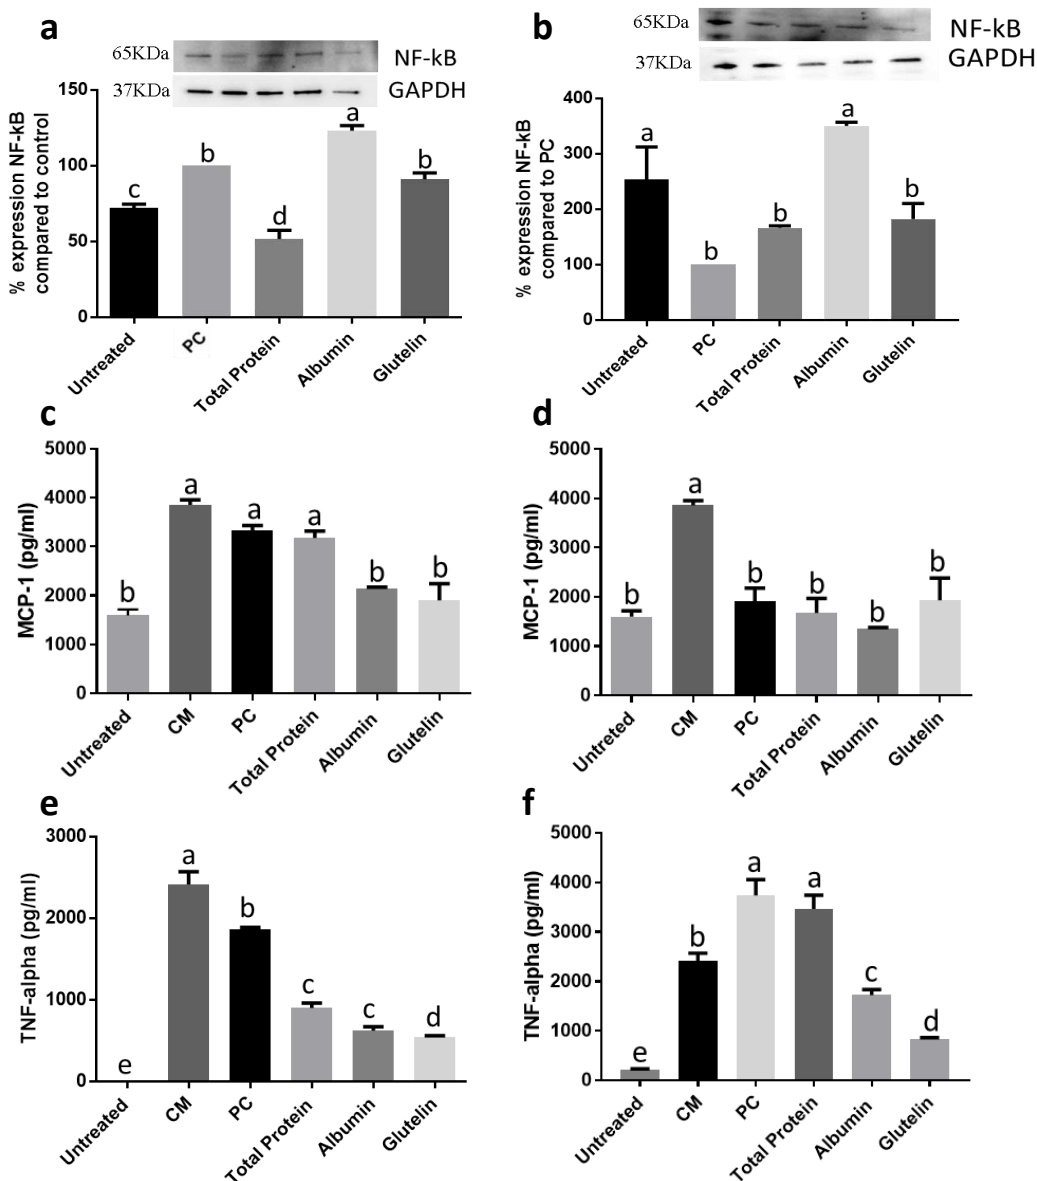 a
65KDa
NF-kB
37KDa
GAPDH
% expression NF-kB
compared to control
150
100
50
0
c
b
d
a
b
Untreated
PC
Total Protein
Albumin
Glutelin
b
65KDa
NF-kB
37KDa
GAPDH
% expression NF-kB
compared to PC
400
300
200
100
0
a
b
b
a
b
Untreated
PC
Total Protein
Albumin
Glutelin
c
MCP-1 (pg/ml)
5000
4000
3000
2000
1000
0
b
a
a
a
b
b
Untreated
CM
PC
Total Protein
Albumin
Glutelin
d
MCP-1 (pg/ml)
5000
4000
3000
2000
1000
0
b
a
b
b
b
b
Untreted
CM
PC
Total Protein
Albumin
Glutelin
e
TNF-alpha (pg/ml)
3000
2000
1000
0
e
a
b
c
c
d
Untreated
CM
PC
Total Protein
Albumin
Glutelin
f
TNF-alpha (pg/ml)
5000
4000
3000
2000
1000
0
e
b
a
a
c
d
Untreated
CM
PC
Total Protein
Albumin
Glutelin